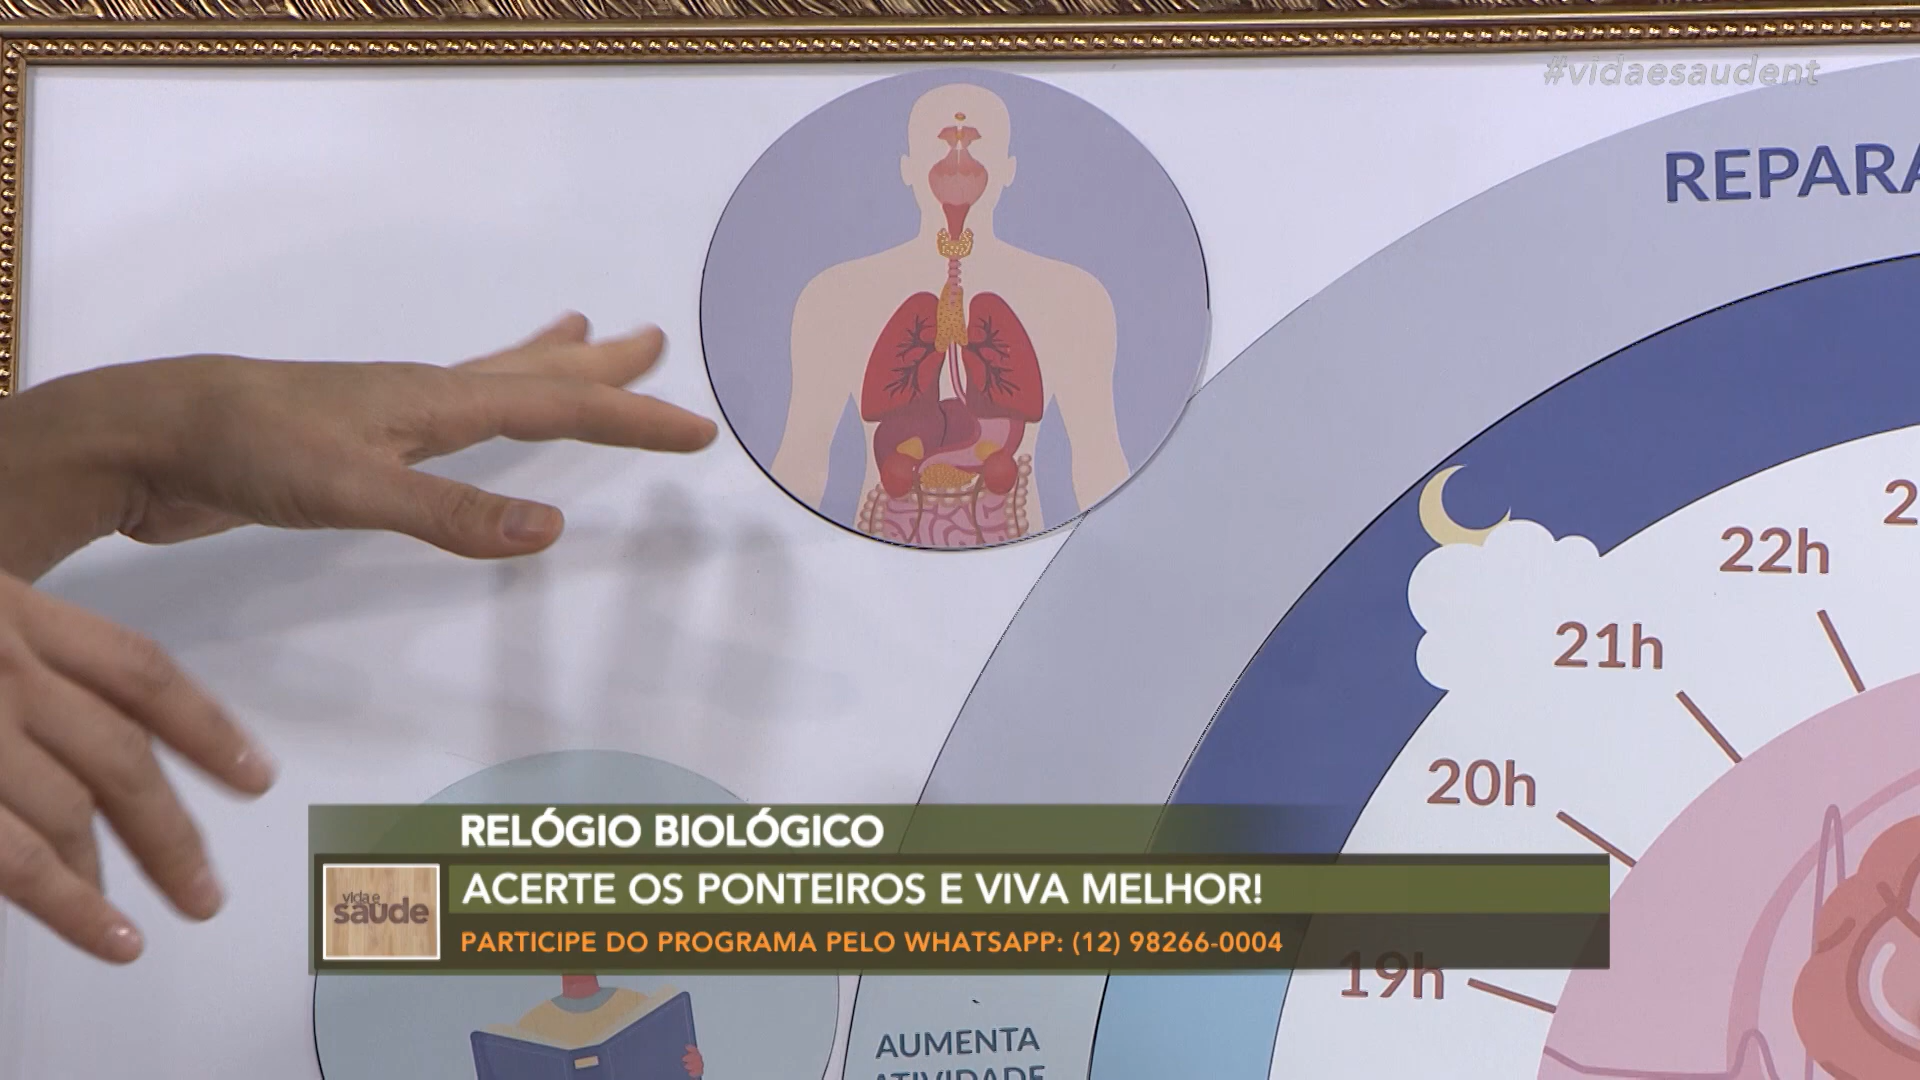 #vidaesaudent
REPARA
22h
21h
20h
19h
RELÓGIO BIOLÓGICO
ACERTE OS PONTEIROS E VIVA MELHOR!
vida e
saúde
PARTICIPE DO PROGRAMA PELO WHATSAPP: (12) 98266-0004
AUMENTA
ATIVIDADE